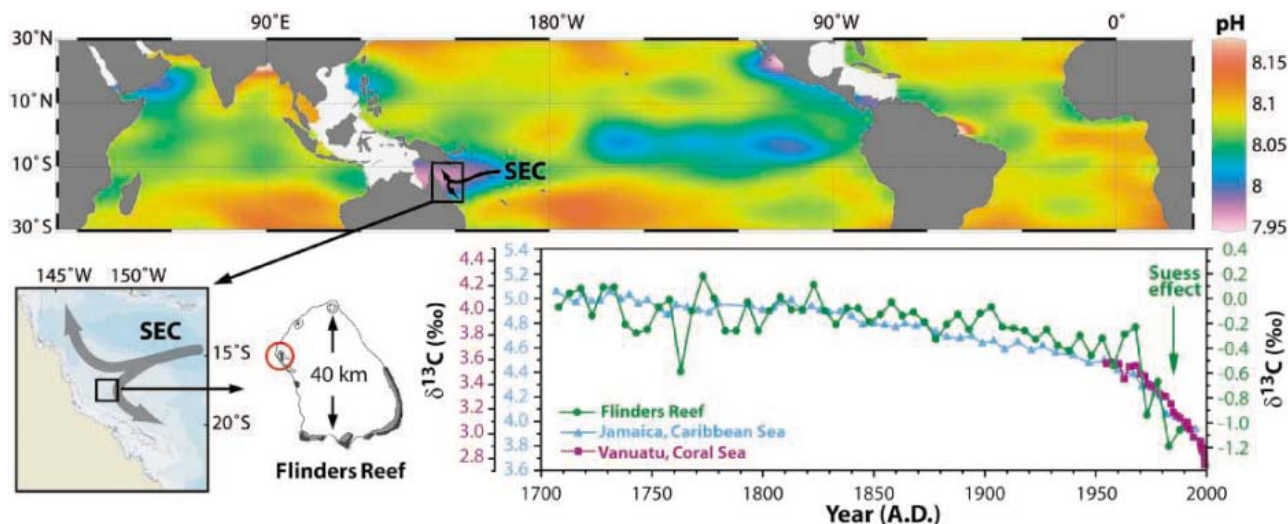 90°E
180°W
90°W
0°
pH
30°N
10°N
10°S
30°S
SEC
8.15
8.1
8.05
8
7.95
145°W
150°W
SEC
15°S
20°S
40 km
Flinders Reef
δ¹³C (‰)
4.4
4.2
4.0
3.8
3.6
3.4
3.2
3.0
2.8
5.4
5.2
5.0
4.8
4.6
4.4
4.2
4.0
3.8
3.6
Suess
effect
Flinders Reef
Jamaica, Caribbean Sea
Vanuatu, Coral Sea
0.4
0.2
0.0
-0.2
-0.4
-0.6
-0.8
-1.0
-1.2
δ¹³C (‰)
1700
1750
1800
1850
1900
1950
2000
Year (A.D.)